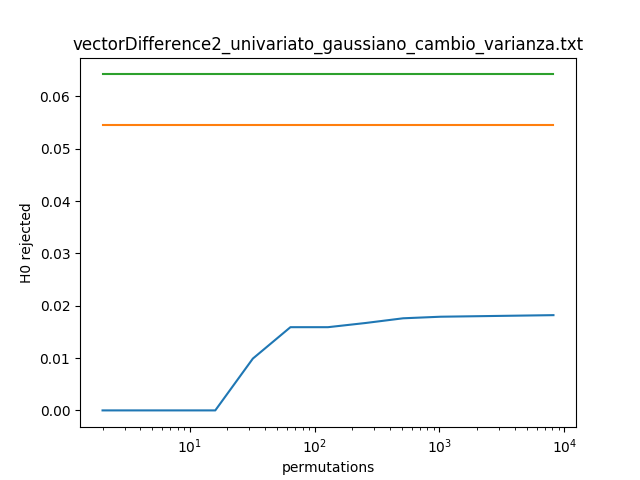 vectorDifference2_univariato_gaussiano_cambio_varianza.txt
0.06
0.05
0.04
0.03
0.02
0.01
0.00
H0 rejected
10¹ 10² 10³ 10⁴
permutations